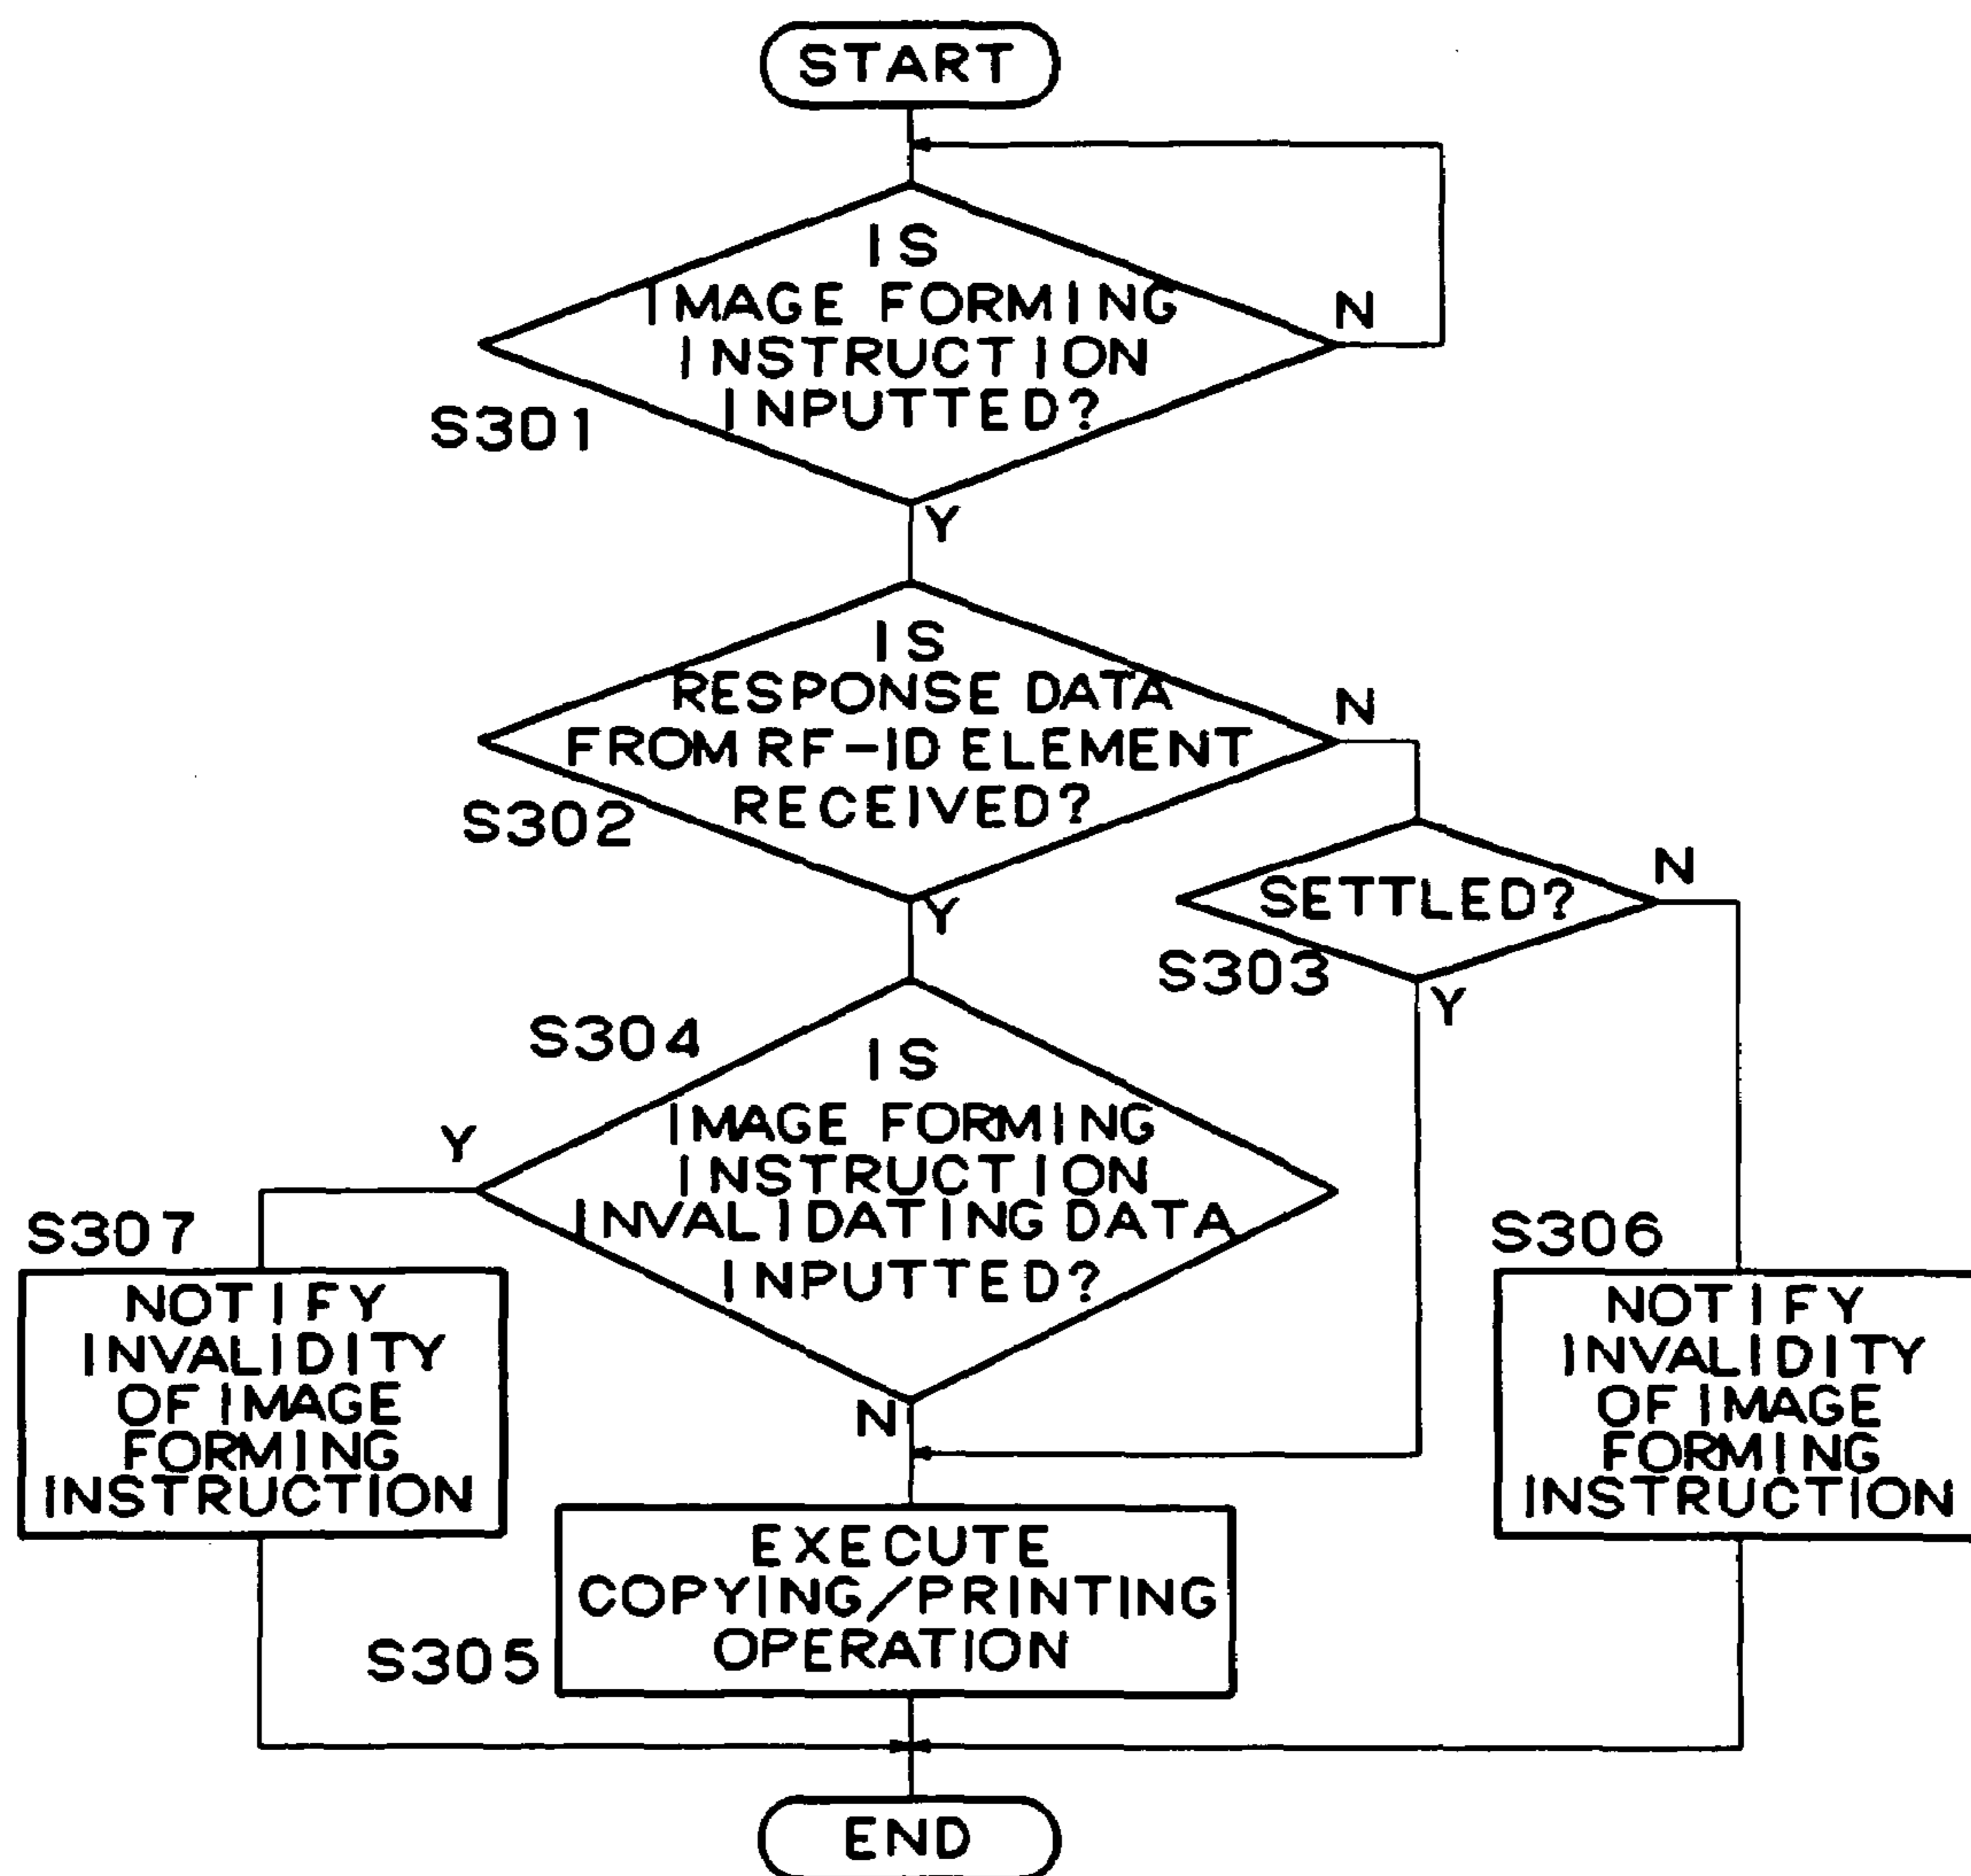 START
IS
IMAGE FORMING
INSTRUCTION
INPUTTED?
N
S301
Y
IS
RESPONSE DATA
FROM RF-ID ELEMENT
RECEIVED?
N
S302
Y
SETTLED?
N
S303
Y
S304
IS
IMAGE FORMING
INSTRUCTION
INVALIDATING DATA
INPUTTED?
Y
N
S307
NOTIFY
INVALIDITY
OF IMAGE
FORMING
INSTRUCTION
S306
NOTIFY
INVALIDITY
OF IMAGE
FORMING
INSTRUCTION
EXECUTE
COPYING/PRINTING
OPERATION
S305
END